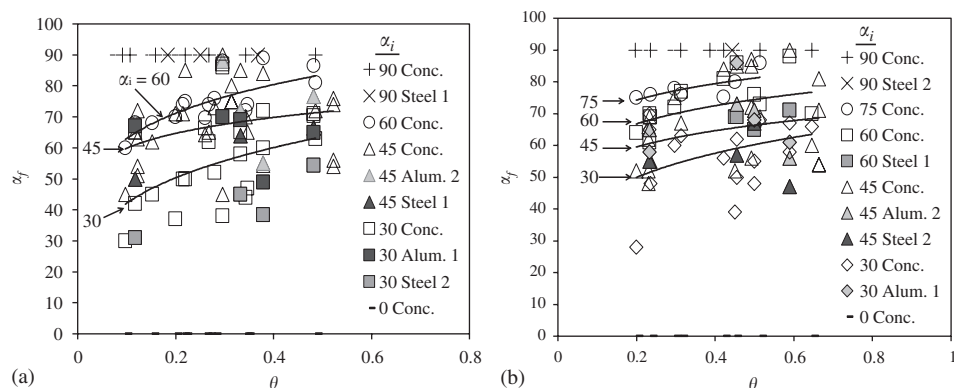 (a)
α_f
100
90
80
70
60
50
40
30
20
10
0
0
0.2
0.4
0.6
0.8
θ
α_i = 60
45
30
α_i
90 Conc.
90 Steel 1
60 Conc.
45 Conc.
45 Alum. 2
45 Steel 1
30 Conc.
30 Alum. 1
30 Steel 2
0 Conc.
(b)
α_f
100
90
80
70
60
50
40
30
20
10
0
0
0.2
0.4
0.6
0.8
1
θ
75
60
45
30
α_i
90 Conc.
90 Steel 2
75 Conc.
60 Conc.
60 Steel 1
45 Conc.
45 Alum. 2
45 Steel 2
30 Conc.
30 Alum. 1
0 Conc.